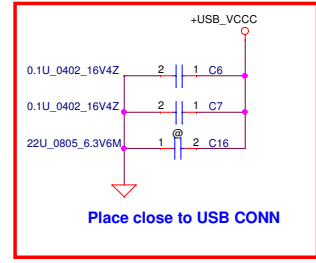 +USB_VCCC
0.1U_0402_16V4Z 2 1 C6
0.1U_0402_16V4Z 2 1 C7
@
22U_0805_6.3V6M 1 2 C16
Place close to USB CONN